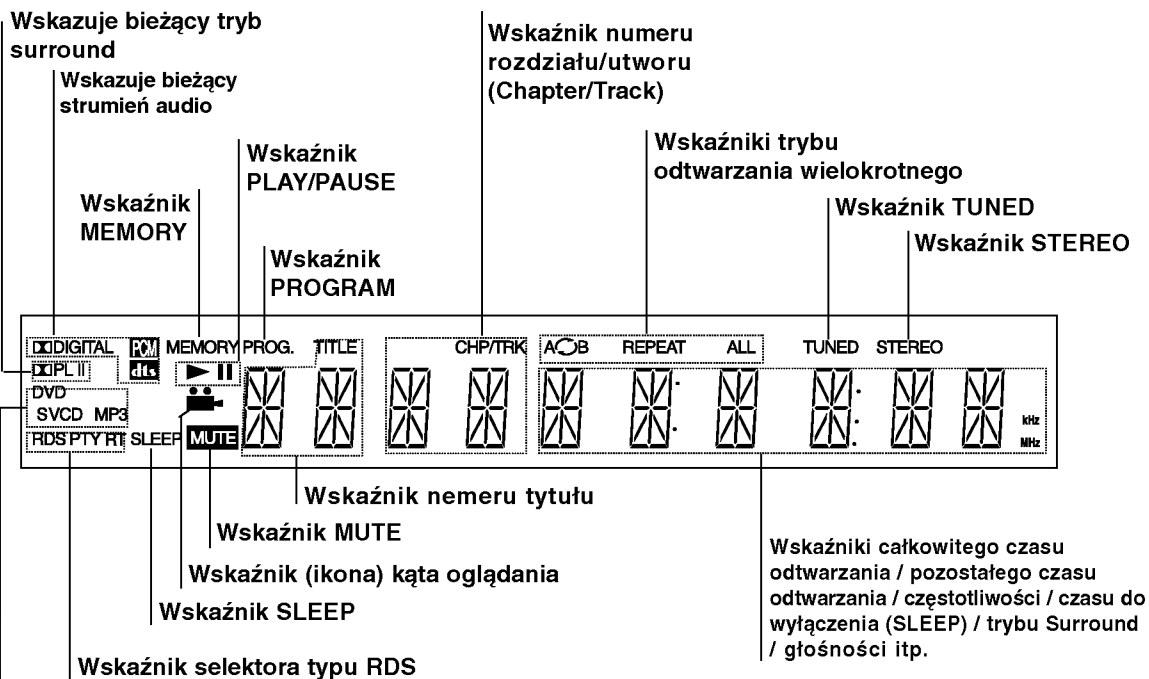 Wskazuje bieżący tryb
surround
Wskazuje bieżący
strumień audio
Wskaźnik numeru
rozdziału/utworu
(Chapter/Track)
Wskaźnik
PLAY/PAUSE
Wskaźniki trybu
odtwarzania wielokrotnego
Wskaźnik
MEMORY
Wskaźnik TUNED
Wskaźnik STEREO
Wskaźnik
PROGRAM
DIGITAL PCM MEMORY PROG. TITLE CHP/TRK A B REPEAT ALL TUNED STEREO
PL II dts
DVD
SVCD MP3
kHz
RDS PTY RT SLEEP MUTE MHz
Wskaźnik nemeru tytułu
Wskaźnik MUTE
Wskaźnik (ikona) kąta oglądania
Wskaźnik SLEEP
Wskaźniki całkowitego czasu
odtwarzania / pozostałego czasu
odtwarzania / częstotliwości / czasu do
wyłączenia (SLEEP) / trybu Surround
/ głośności itp.
Wskaźnik selektora typu RDS